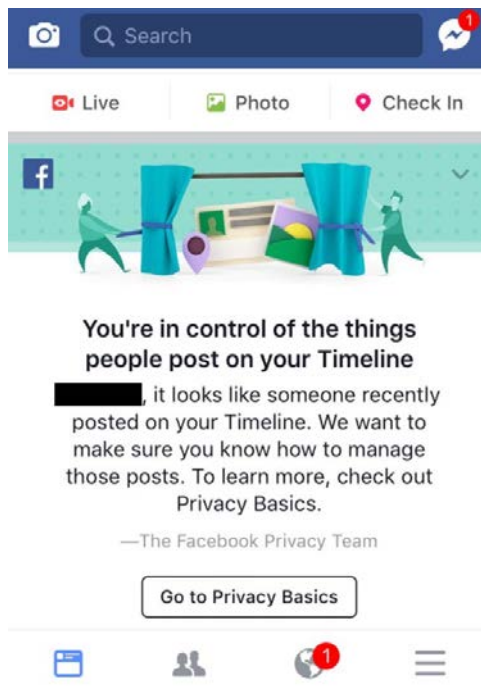 1
Search
Live Photo Check In
f
You're in control of the things
people post on your Timeline
, it looks like someone recently
posted on your Timeline. We want to
make sure you know how to manage
those posts. To learn more, check out
Privacy Basics.
—The Facebook Privacy Team
Go to Privacy Basics
1